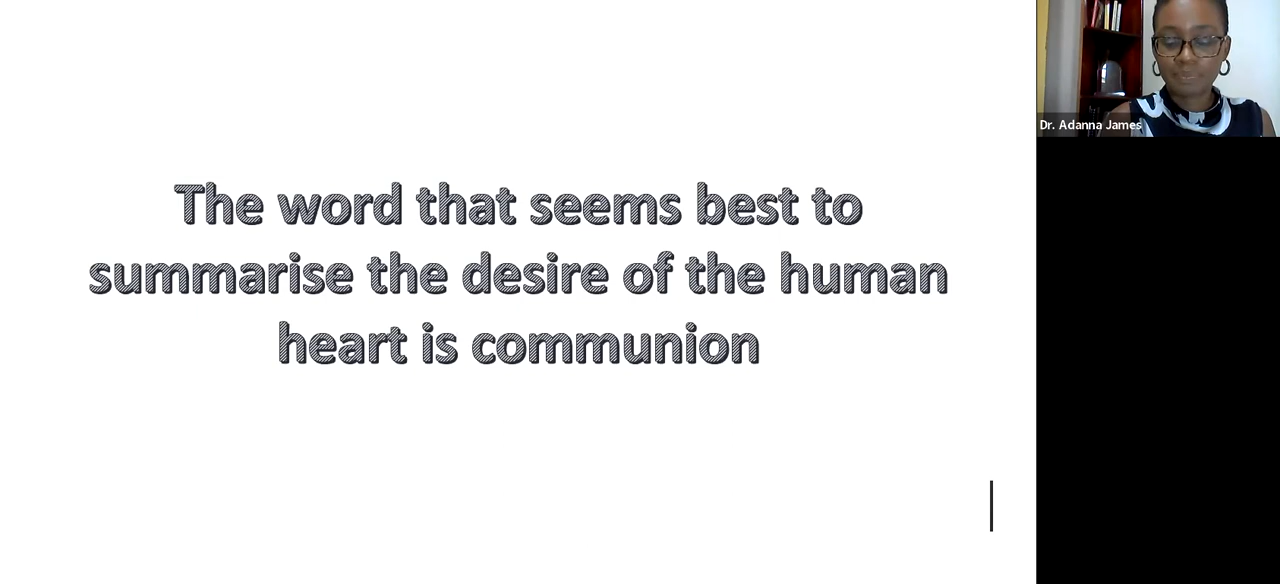 The word that seems best to
summarise the desire of the human
heart is communion
Dr. Adanna James